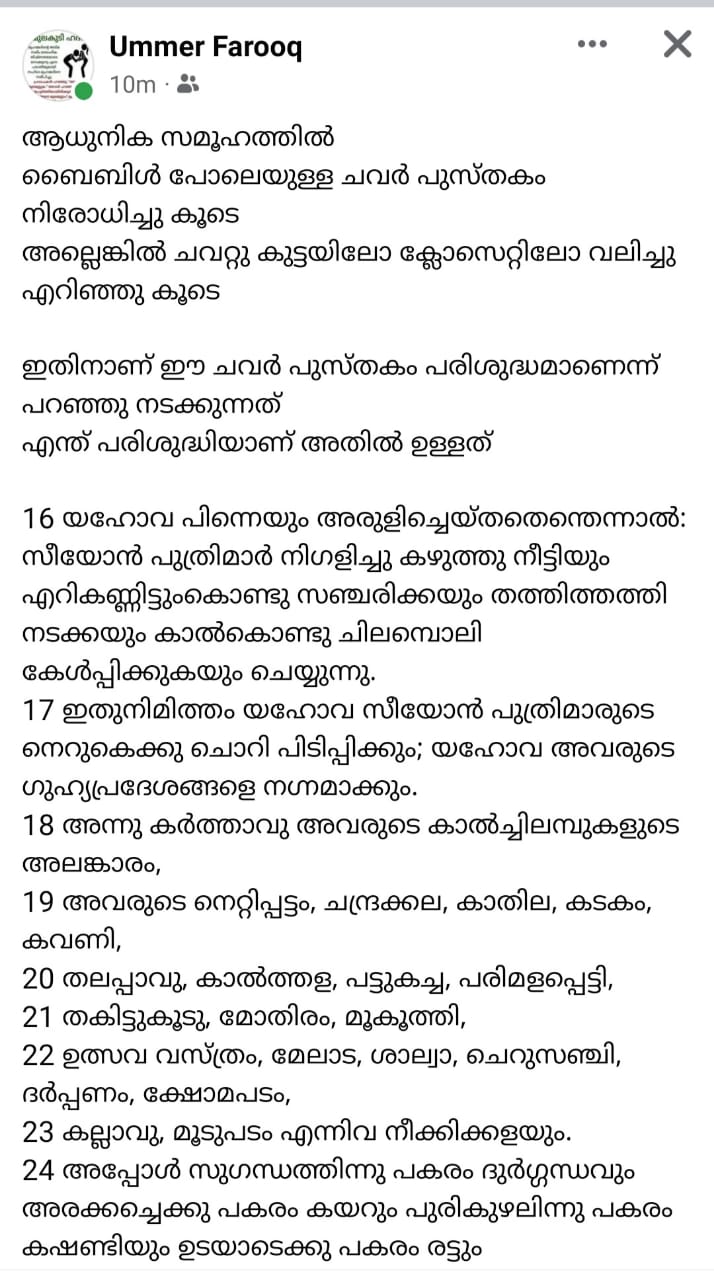 Ummer Farooq
10m
ആധുനിക സമൂഹത്തിൽ
ബൈബിൾ പോലെയുള്ള ചവർ പുസ്തകം
നിരോധിച്ചു കൂടെ
അല്ലെങ്കിൽ ചവറ്റു കുട്ടയിലോ ക്ലോസെറ്റിലോ വലിച്ചു
എറിഞ്ഞു കൂടെ
ഇതിനാണ് ഈ ചവർ പുസ്തകം പരിശുദ്ധമാണെന്ന്
പറഞ്ഞു നടക്കുന്നത്
എന്ത് പരിശുദ്ധിയാണ് അതിൽ ഉള്ളത്
16 യഹോവ പിന്നെയും അരുളിച്ചെയ്തതെന്തെന്നാൽ:
സീയോൻ പുത്രിമാർ നിഗളിച്ചു കഴുത്തു നീട്ടിയും
എറികണ്ണിട്ടുംകൊണ്ടു സഞ്ചരിക്കയും തത്തിത്തത്തി
നടക്കയും കാൽകൊണ്ടു ചിലമ്പൊലി
കേൾപ്പിക്കുകയും ചെയ്യുന്നു.
17 ഇതുനിമിത്തം യഹോവ സീയോൻ പുത്രിമാരുടെ
നെറുകെക്കു ചൊറി പിടിപ്പിക്കും; യഹോവ അവരുടെ
ഗുഹ്യപ്രദേശങ്ങളെ നഗ്നമാക്കും.
18 അന്നു കർത്താവു അവരുടെ കാൽച്ചിലമ്പുകളുടെ
അലങ്കാരം,
19 അവരുടെ നെറ്റിപ്പട്ടം, ചന്ദ്രക്കല, കാതില, കടകം,
കവണി,
20 തലപ്പാവു, കാൽത്തള, പട്ടുകച്ച, പരിമളപ്പെട്ടി,
21 തകിട്ടുകൂടു, മോതിരം, മൂകൂത്തി,
22 ഉത്സവ വസ്ത്രം, മേലാട, ശാല്വാ, ചെറുസഞ്ചി,
ദർപ്പണം, ക്ഷോമപടം,
23 കല്ലാവു, മൂടുപടം എന്നിവ നീക്കിക്കളയും.
24 അപ്പോൾ സുഗന്ധത്തിന്നു പകരം ദുർഗ്ഗന്ധവും
അരക്കച്ചെക്കു പകരം കയറും പുരികുഴലിന്നു പകരം
കഷണ്ടിയും ഉടയാടെക്കു പകരം രട്ടും